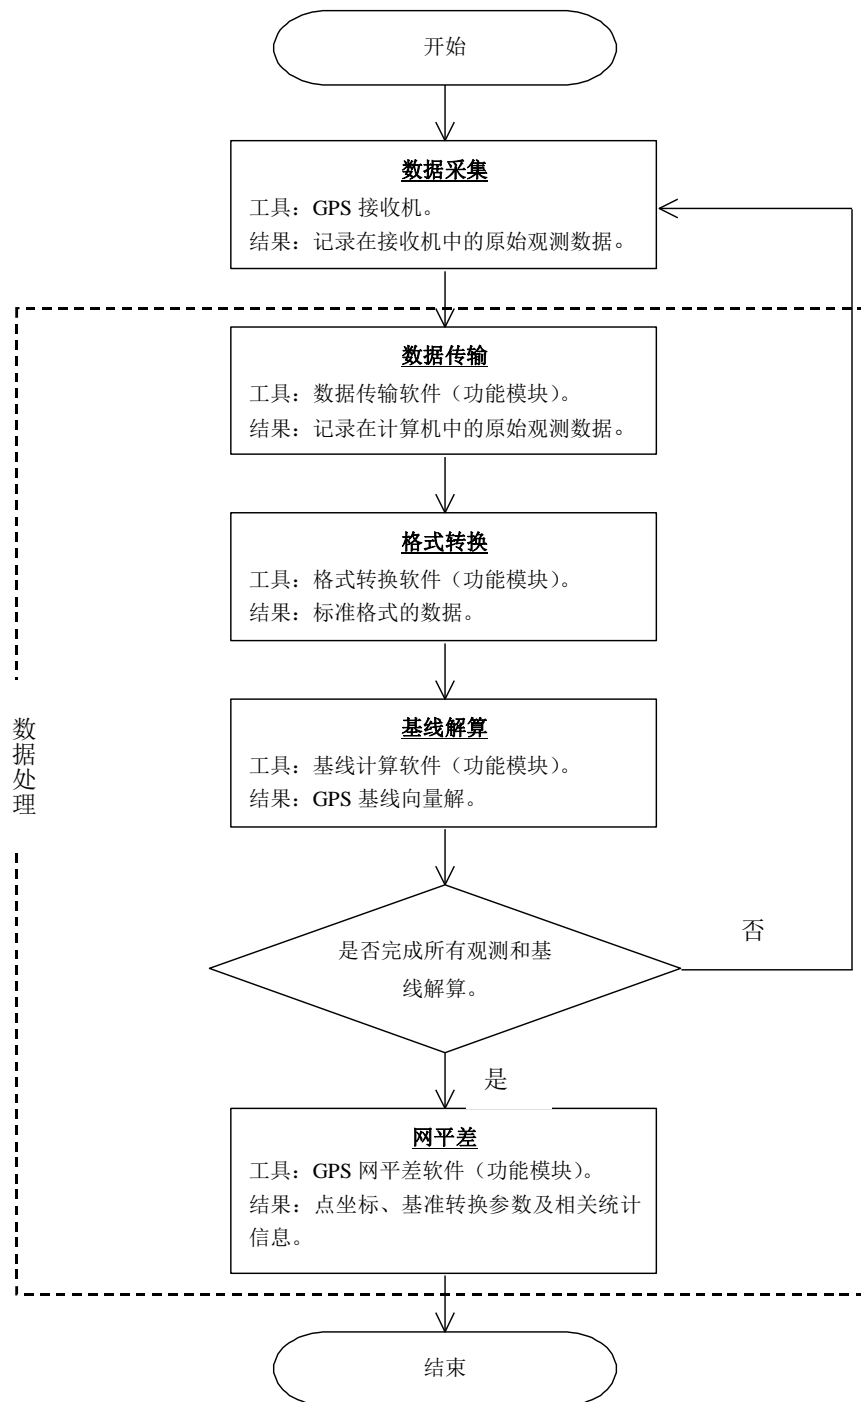 开始
数据采集
工具：GPS 接收机。
结果：记录在接收机中的原始观测数据。
数据传输
工具：数据传输软件（功能模块）。
结果：记录在计算机中的原始观测数据。
格式转换
工具：格式转换软件（功能模块）。
结果：标准格式的数据。
数据处理
基线解算
工具：基线计算软件（功能模块）。
结果：GPS 基线向量解。
是否完成所有观测和基
线解算。
否
是
网平差
工具：GPS 网平差软件（功能模块）。
结果：点坐标、基准转换参数及相关统计
信息。
结束